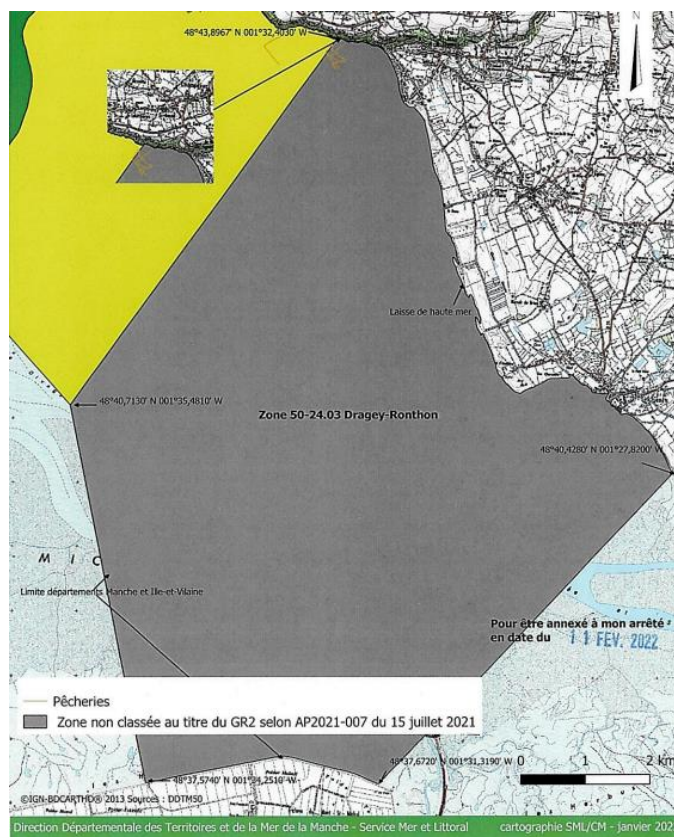 48°43,8967' N 001°32,4030' W
N
Laisse de haute mer
48°40,7130' N 001°35,4810' W
Zone 50-24.03 Dragey-Ronthon
48°40,4280' N 001°27,8200' W
M I C
Limite départements Manche et Ille-et-Vilaine
Pour être annexé à mon arrêté
en date du 11 FEV. 2022
Pêcheries
Zone non classée au titre du GR2 selon AP2021-007 du 15 juillet 2021
48°37,5740' N 001°34,2510' W
48°37,6720' N 001°31,3190' W
0 1 2 km
©IGN-BDCARTHO® 2013 Sources : DDTM50
Direction Départementale des Territoires et de la Mer de la Manche - Service Mer et Littoral
cartographie SML/CM - janvier 202